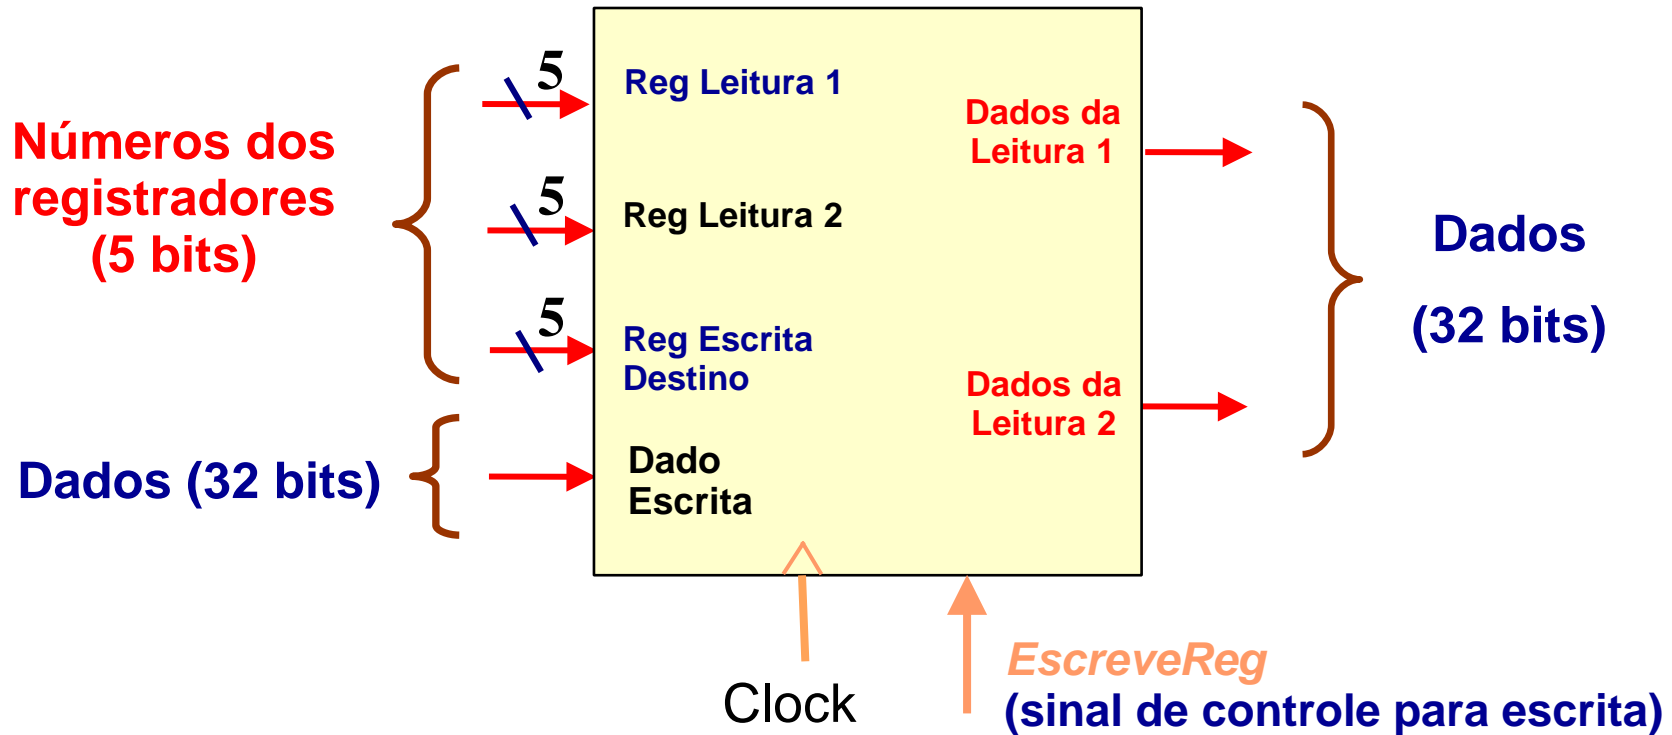 Números dos
registradores
(5 bits)
Dados (32 bits)
5
5
5
Reg Leitura 1
Reg Leitura 2
Reg Escrita
Destino
Dado
Escrita
Dados da
Leitura 1
Dados da
Leitura 2
Dados
(32 bits)
Clock
EscreveReg
(sinal de controle para escrita)